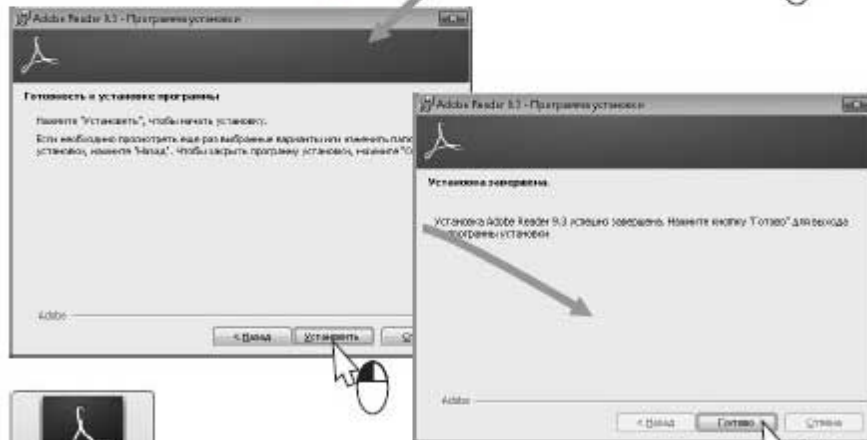 Adobe Reader 9.3 - Программа установки
Готовность к установке программы
Нажмите "Установить", чтобы начать установку.
Если необходимо просмотреть еще раз выбранные варианты или изменить
установки, нажмите "Назад". Чтобы закрыть программу установки, нажмите
Adobe
< Назад
Установить
Adobe Reader 9.3 - Программа установки
Установка завершена.
Установка Adobe Reader 9.3 успешно завершена. Нажмите кнопку "Готово" для выхода
программы установки
Adobe
< Назад
Готово
Отмена